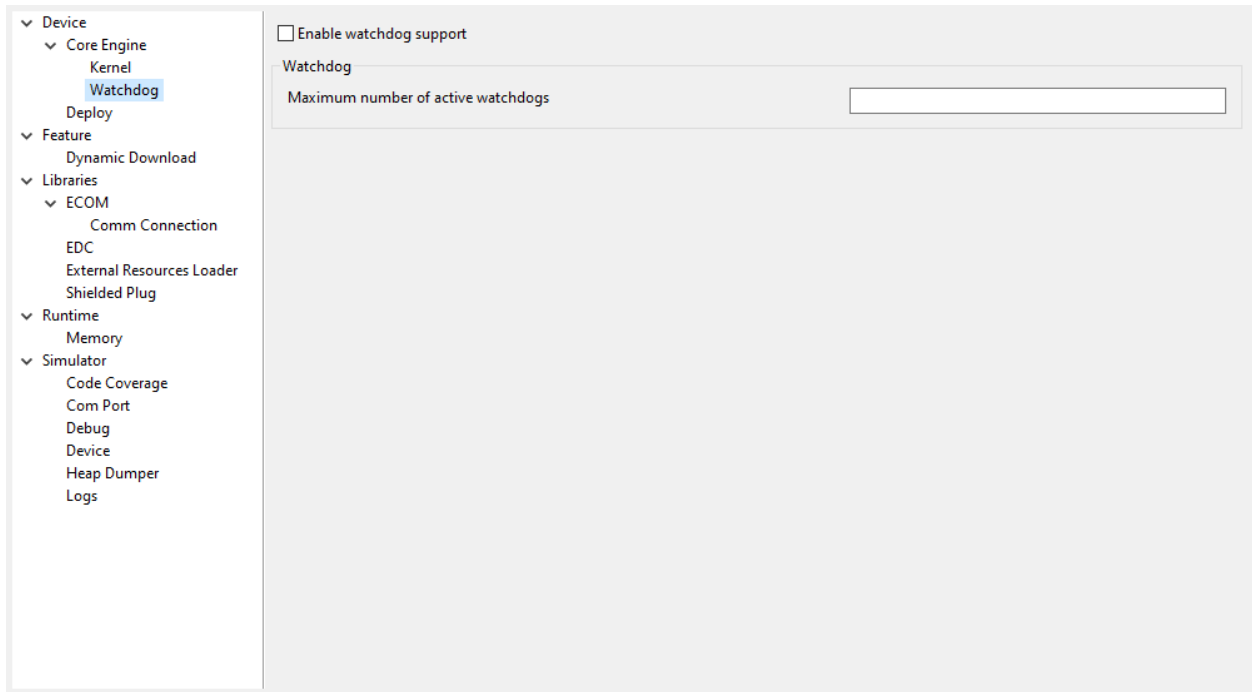 Device
Core Engine
Kernel
Watchdog
Deploy
Feature
Dynamic Download
Libraries
ECOM
Comm Connection
EDC
External Resources Loader
Shielded Plug
Runtime
Memory
Simulator
Code Coverage
Com Port
Debug
Device
Heap Dumper
Logs
Enable watchdog support
Watchdog
Maximum number of active watchdogs